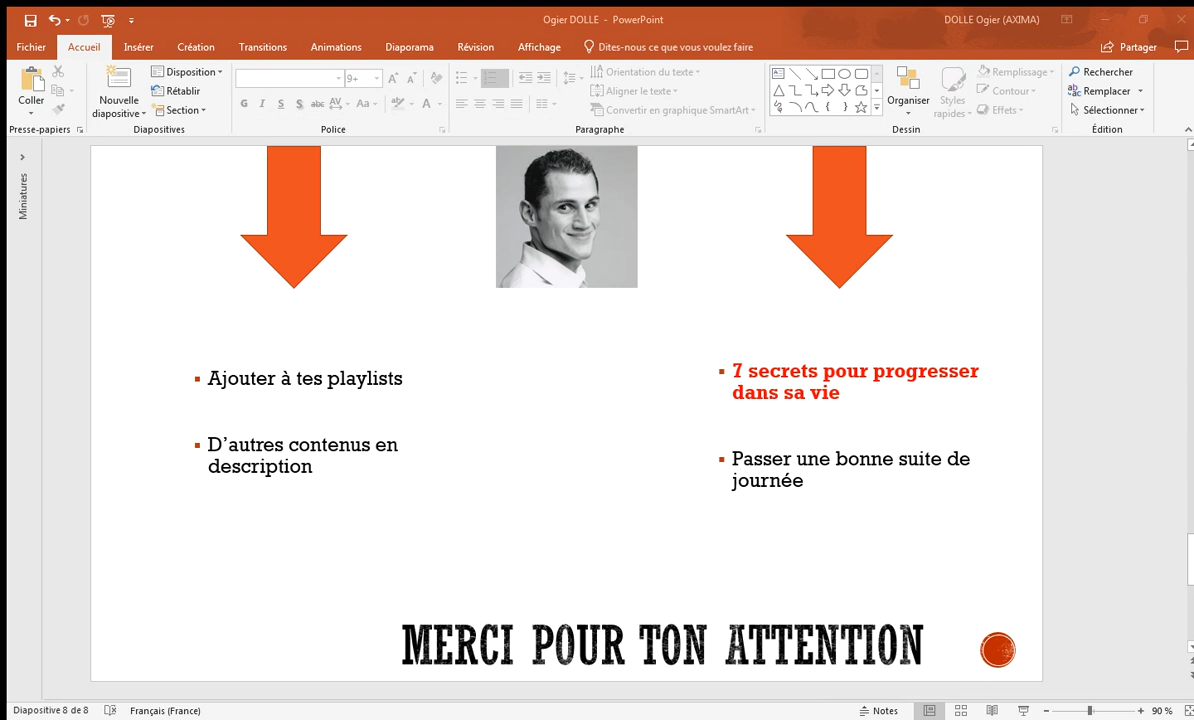 Ogier DOLLE - PowerPoint
DOLLE Ogier (AXIMA)
Fichier Accueil Insérer Création Transitions Animations Diaporama Révision Affichage Dites-nous ce que vous voulez faire Partager
Coller
Presse-papiers
Nouvelle diapositive
Disposition
Rétablir
Section
Diapositives
9+
G I S S abc AV Aa A
Police
Orientation du texte
Aligner le texte
Convertir en graphique SmartArt
Paragraphe
Organiser
Styles rapides
Remplissage
Contour
Effets
Dessin
Rechercher
Remplacer
Sélectionner
Édition
Miniatures
Ajouter à tes playlists
D’autres contenus en
description
7 secrets pour progresser
dans sa vie
Passer une bonne suite de
journée
MERCI POUR TON ATTENTION
Diapositive 8 de 8 Français (France) Notes 90 %